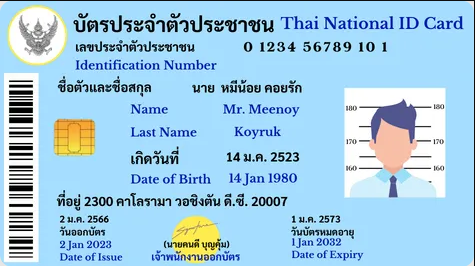 บัตรประจำตัวประชาชน Thai National ID Card
เลขประจำตัวประชาชน 0 1234 56789 10 1
Identification Number
ชื่อตัวและชื่อสกุล นาย หมีน้อย คอยรัก
Name Mr. Meenoy
Last Name Koyruk
เกิดวันที่ 14 ม.ค. 2523
Date of Birth 14 Jan 1980
ที่อยู่ 2300 คาโลรามา วอชิงตัน ดี.ซี. 20007
180 180
170 170
160 160
2 ม.ค. 2566
วันออกบัตร
2 Jan 2023
Date of Issue
(นายคนดี บุญคุ้ม)
เจ้าพนักงานออกบัตร
1 ม.ค. 2573
วันบัตรหมดอายุ
1 Jan 2032
Date of Expiry